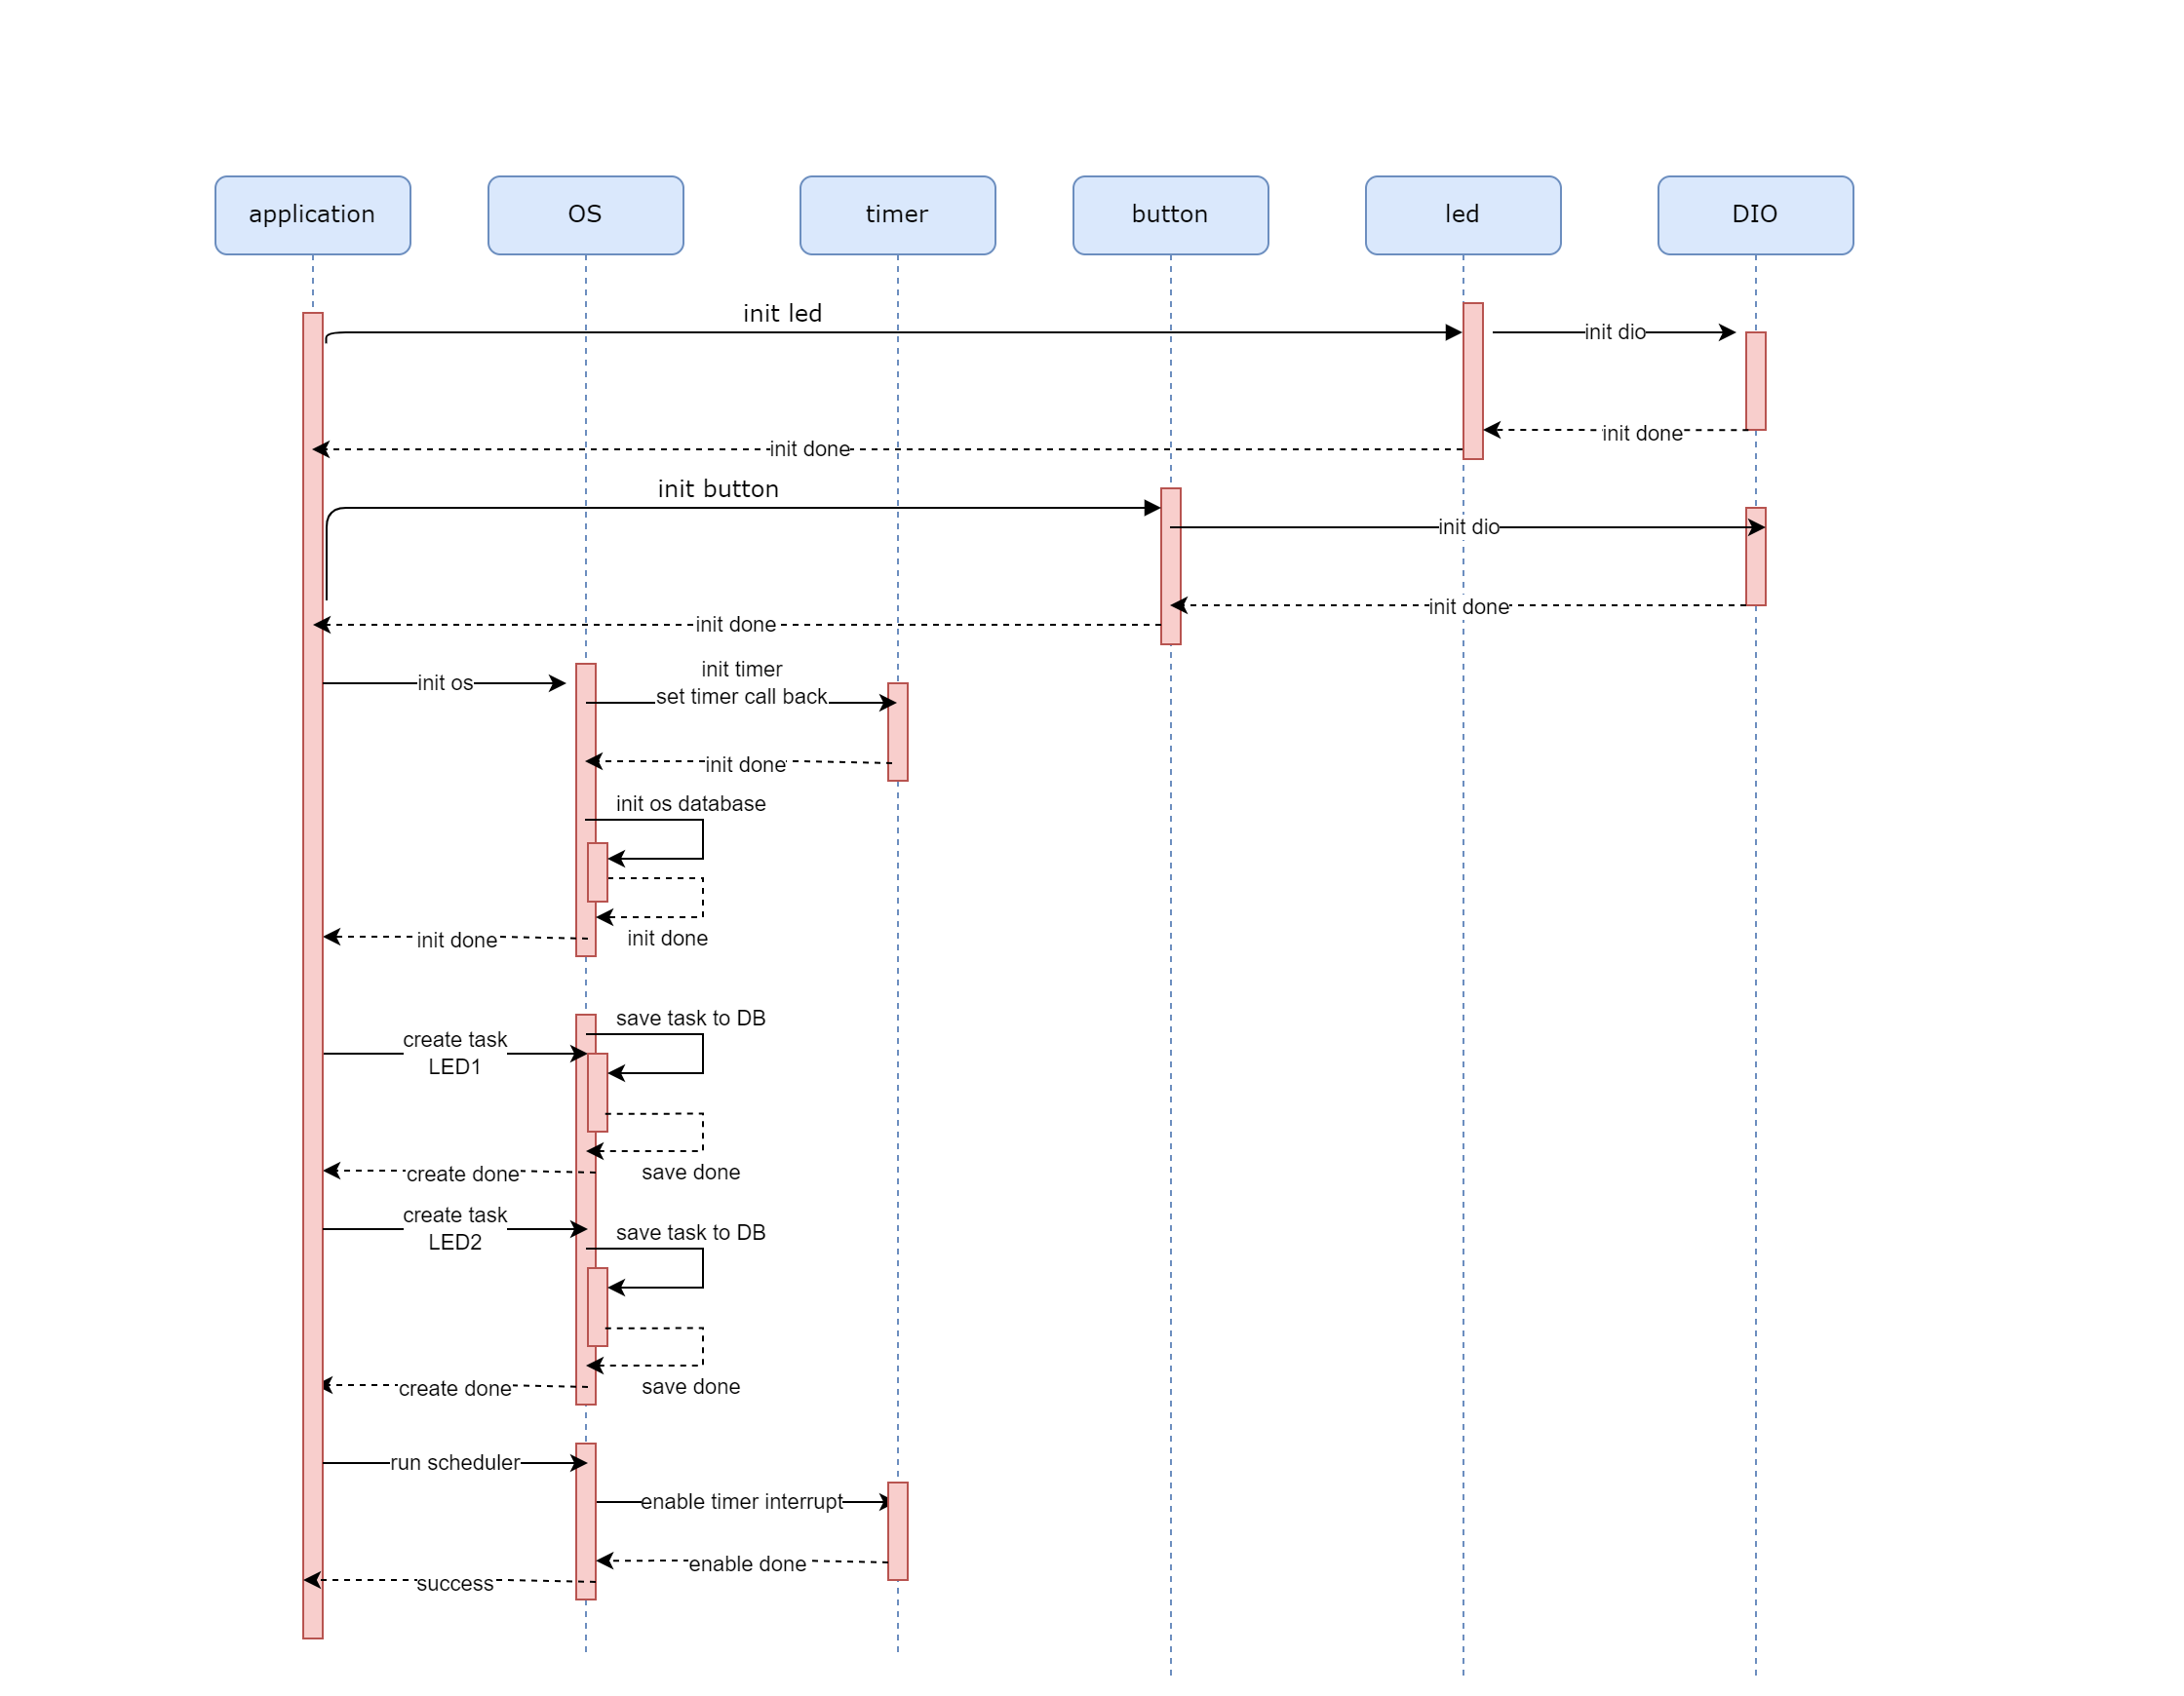 application
OS
timer
button
led
DIO
init led
init dio
init done
init done
init button
init dio
init done
init done
init os
init timer
set timer call back
init done
init os database
init done
init done
save task to DB
create task
LED1
save done
create done
create task
LED2
save task to DB
save done
create done
run scheduler
enable timer interrupt
enable done
success